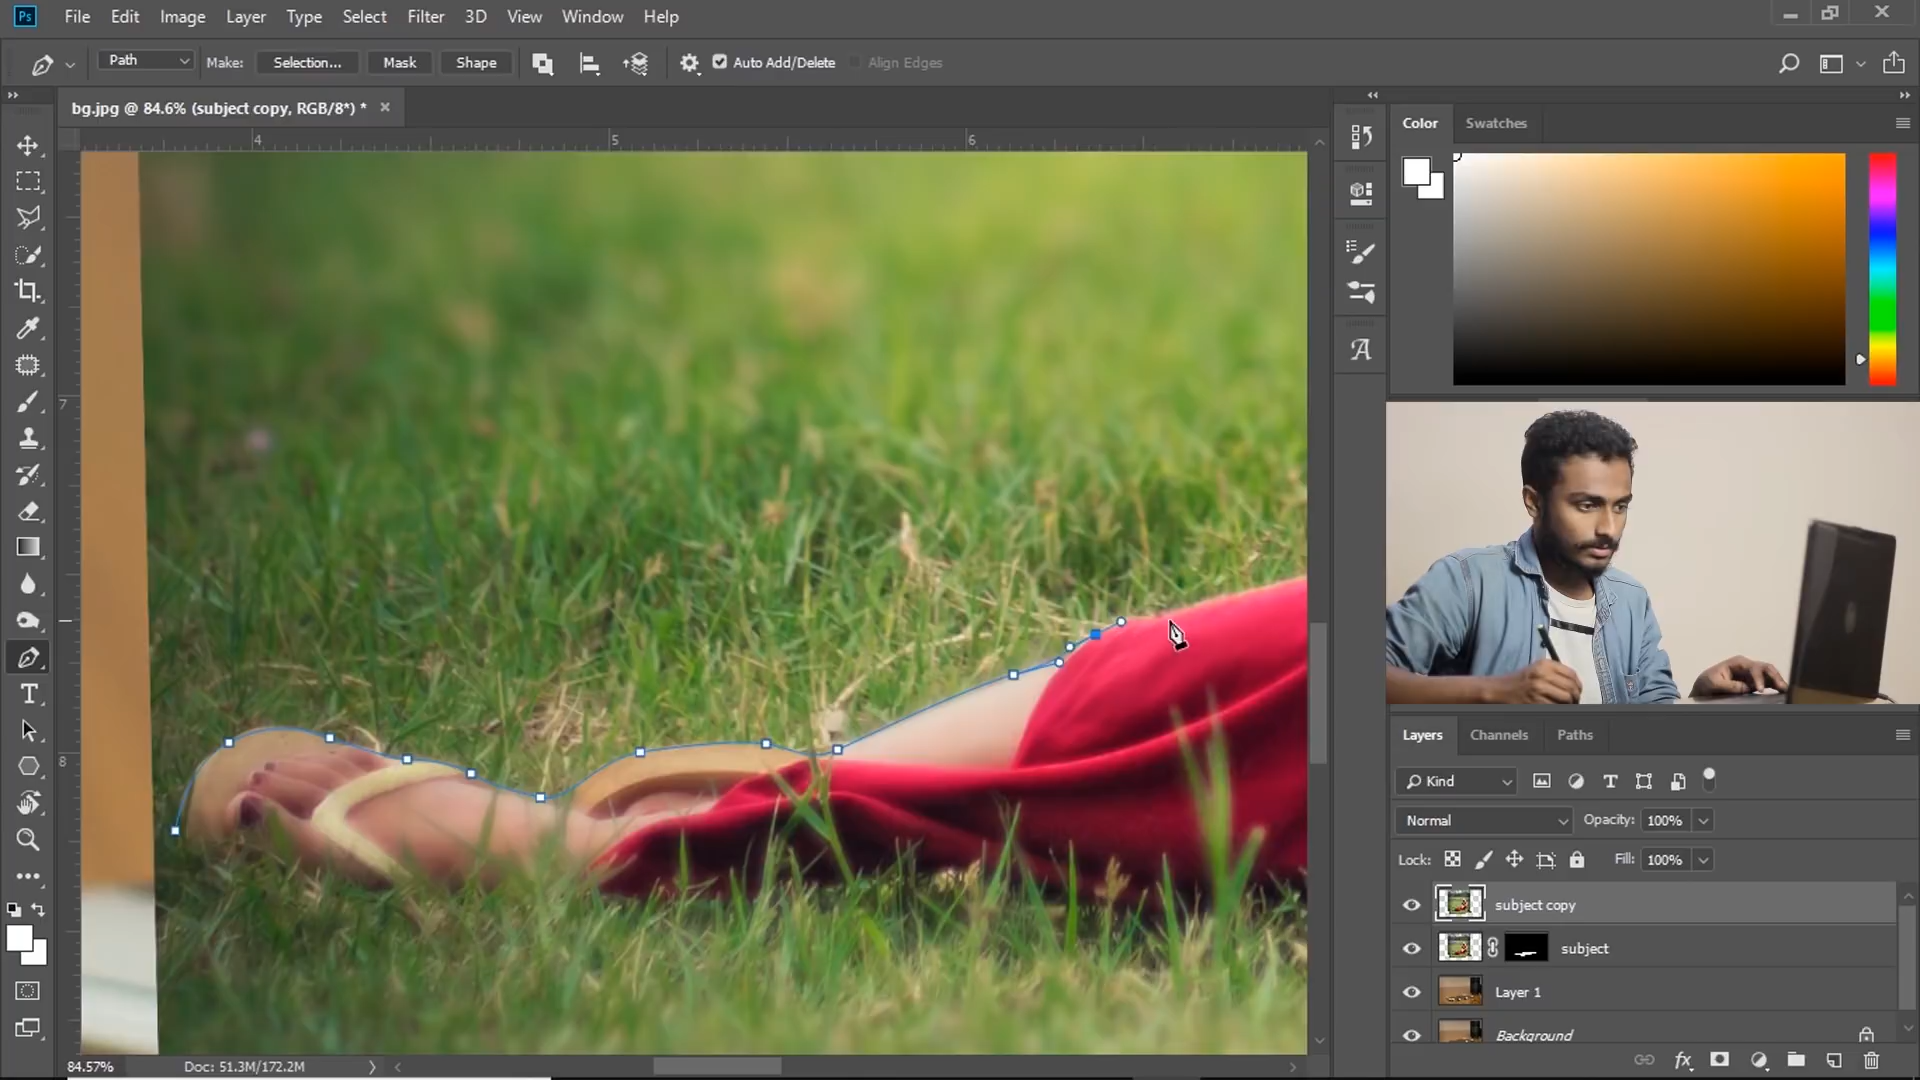 Ps File Edit Image Layer Type Select Filter 3D View Window Help
Path Make: Selection... Mask Shape Auto Add/Delete Align Edges
bg.jpg @ 84.6% (subject copy, RGB/8*) *
4 5 6
7
8
Color Swatches
A
Layers Channels Paths
Kind
Normal Opacity: 100%
Lock: Fill: 100%
subject copy
subject
Layer 1
Background
fx
84.57% Doc: 51.3M/172.2M